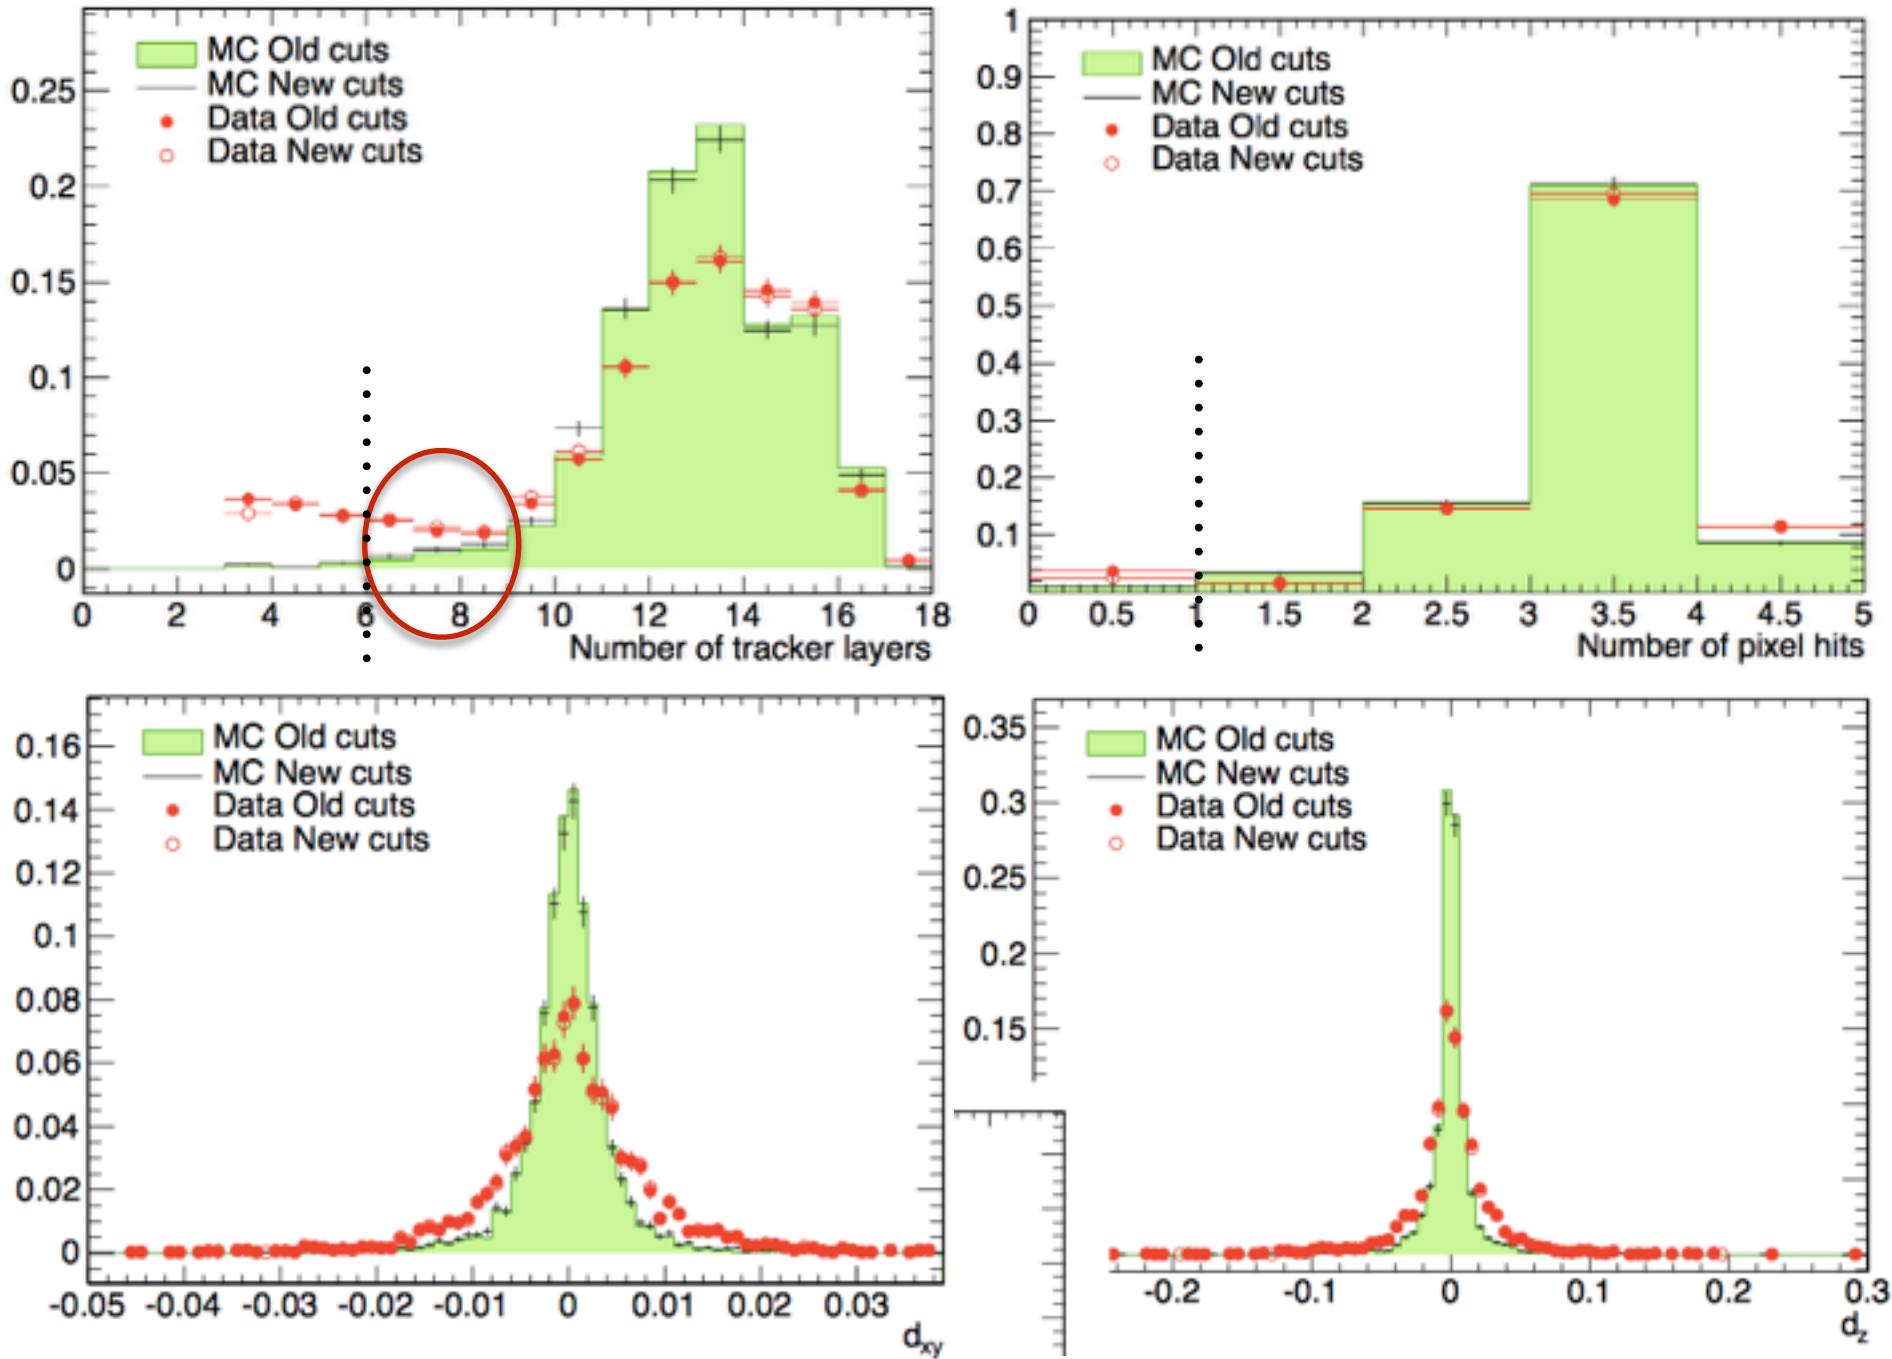 MC Old cuts
MC New cuts
Data Old cuts
Data New cuts
0.25
0.2
0.15
0.1
0.05
0
0 2 4 6 8 10 12 14 16 18
Number of tracker layers
MC Old cuts
MC New cuts
Data Old cuts
Data New cuts
1
0.9
0.8
0.7
0.6
0.5
0.4
0.3
0.2
0.1
0 0.5 1 1.5 2 2.5 3 3.5 4 4.5 5
Number of pixel hits
MC Old cuts
MC New cuts
Data Old cuts
Data New cuts
0.16
0.14
0.12
0.1
0.08
0.06
0.04
0.02
0
-0.05 -0.04 -0.03 -0.02 -0.01 0 0.01 0.02 0.03
dxy
MC Old cuts
MC New cuts
Data Old cuts
Data New cuts
0.35
0.3
0.25
0.2
0.15
-0.2 -0.1 0 0.1 0.2 0.3
dz